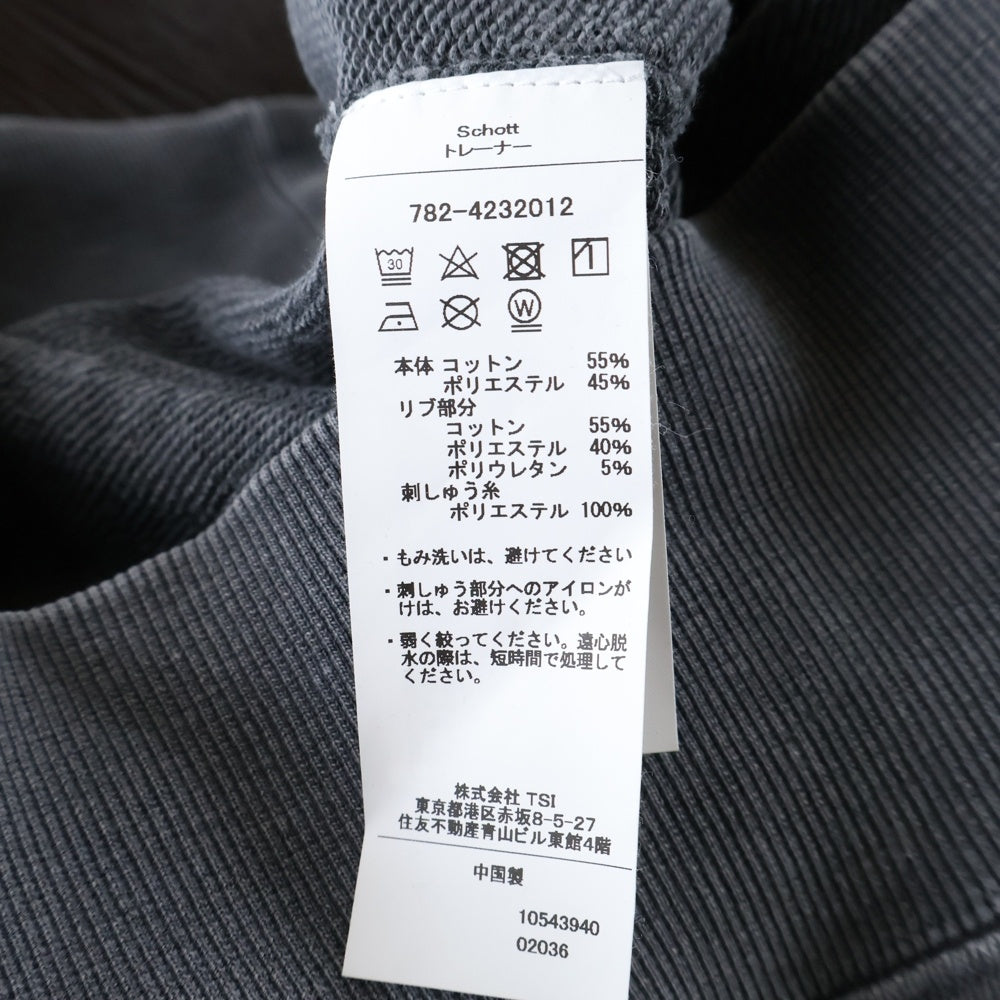 Schott
トレーナー
782-4232012
30
W
本体 コットン 55%
ポリエステル 45%
リブ部分
コットン 55%
ポリエステル 40%
ポリウレタン 5%
刺しゅう糸
ポリエステル 100%
・もみ洗いは、避けてください
・刺しゅう部分へのアイロンが
けは、お避けください。
・弱く絞ってください。遠心脱
水の際は、短時間で処理して
ください。
株式会社 TSI
東京都港区赤坂8-5-27
住友不動産青山ビル東館4階
中国製
10543940
02036